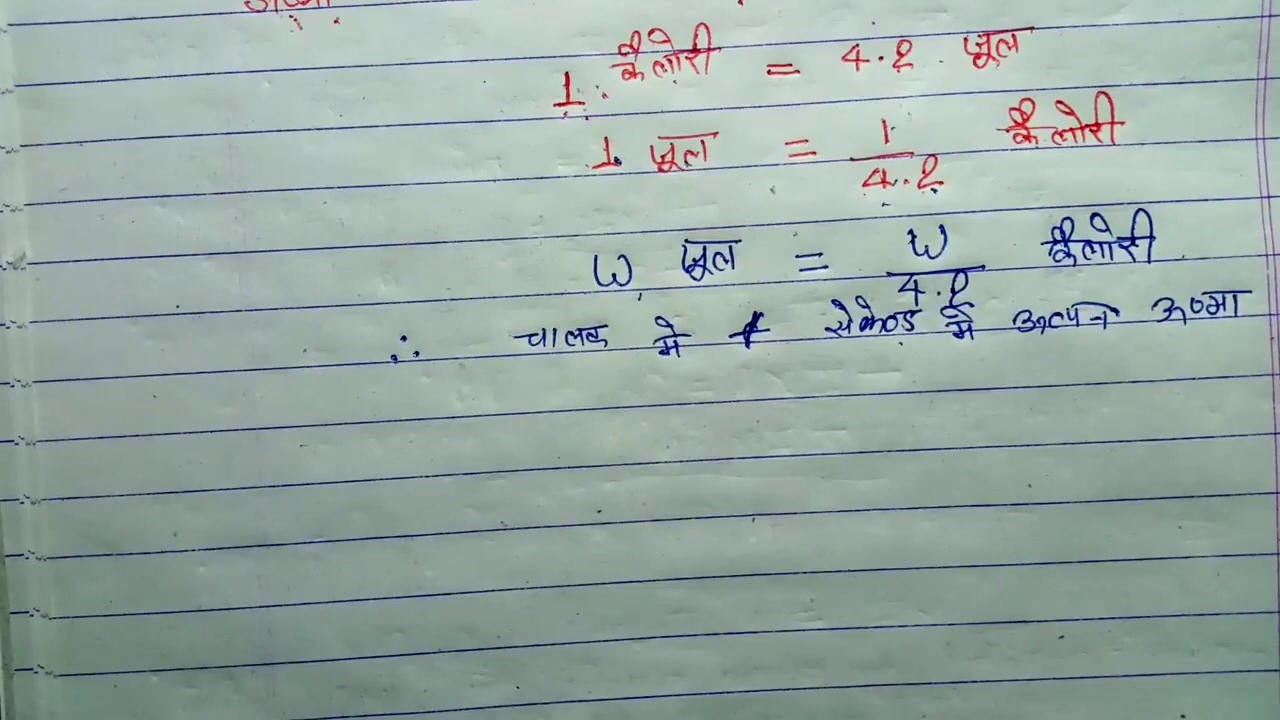 1 कैलोरी = 4.2 जूल
1 जूल = 1/4.2 कैलोरी
W जूल = W/4.2 कैलोरी
∴ चालक में t सेकेण्ड में उत्पन्न ऊष्मा